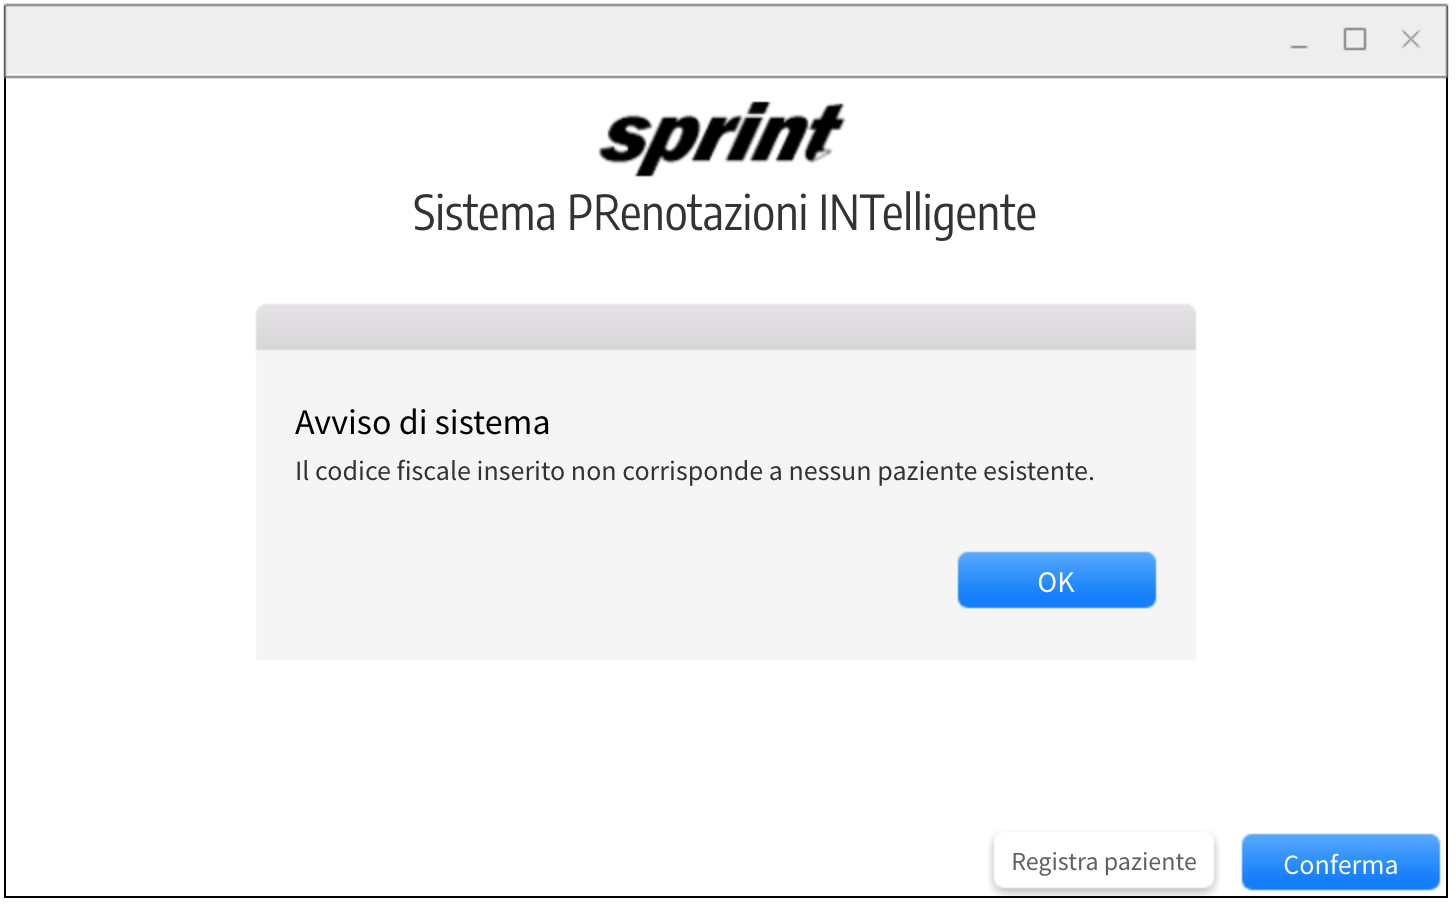 sprint
Sistema PRenotazioni INTelligente
Avviso di sistema
Il codice fiscale inserito non corrisponde a nessun paziente esistente.
OK
Registra paziente
Conferma